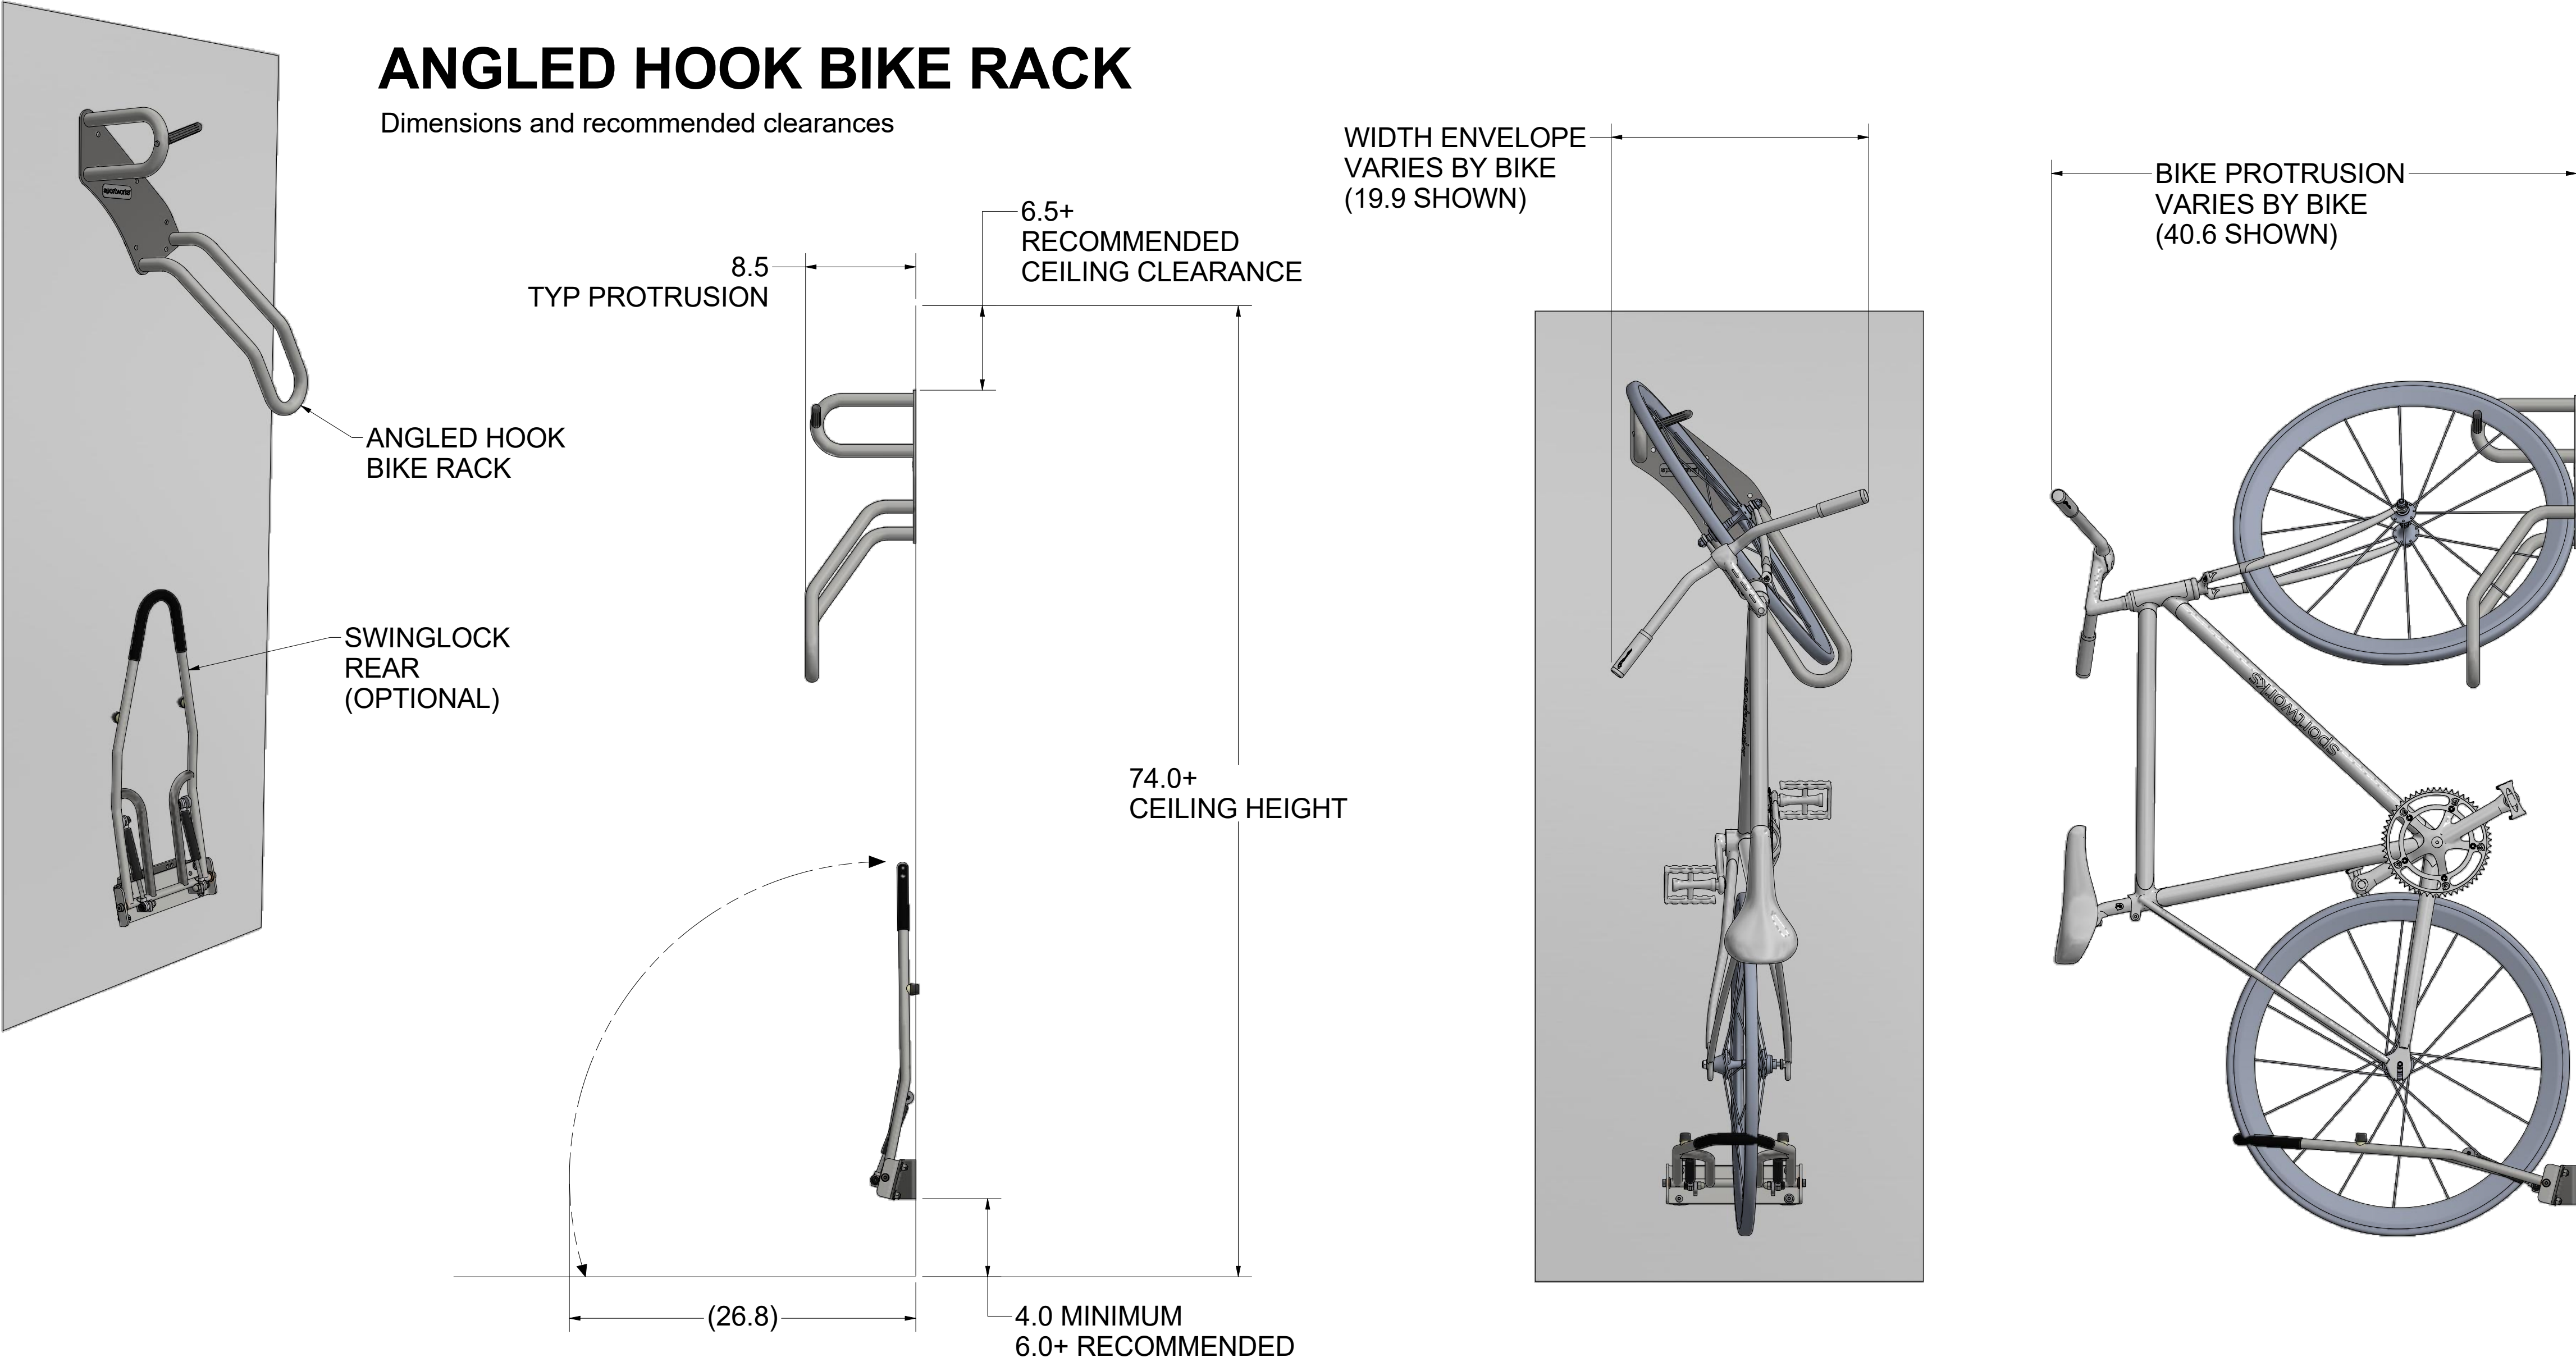 ANGLED HOOK BIKE RACK
Dimensions and recommended clearances
sportworks
ANGLED HOOK
BIKE RACK
SWINGLOCK
REAR
(OPTIONAL)
8.5
TYP PROTRUSION
6.5+
RECOMMENDED
CEILING CLEARANCE
74.0+
CEILING HEIGHT
(26.8)
4.0 MINIMUM
6.0+ RECOMMENDED
WIDTH ENVELOPE
VARIES BY BIKE
(19.9 SHOWN)
BIKE PROTRUSION
VARIES BY BIKE
(40.6 SHOWN)
sportworks